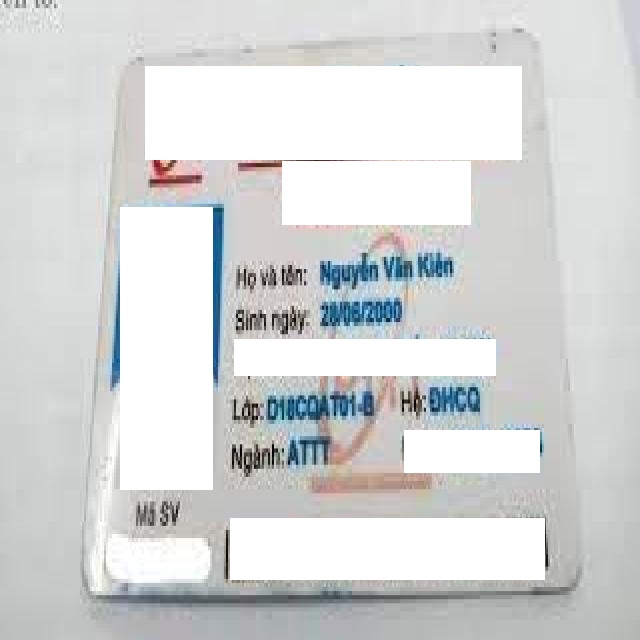 Họ và tên: Nguyễn Văn Kiên
Sinh ngày: 28/06/2000
Lớp: D18CQAT01-B Hệ: ĐHCQ
Ngành: ATTT
Mã SV